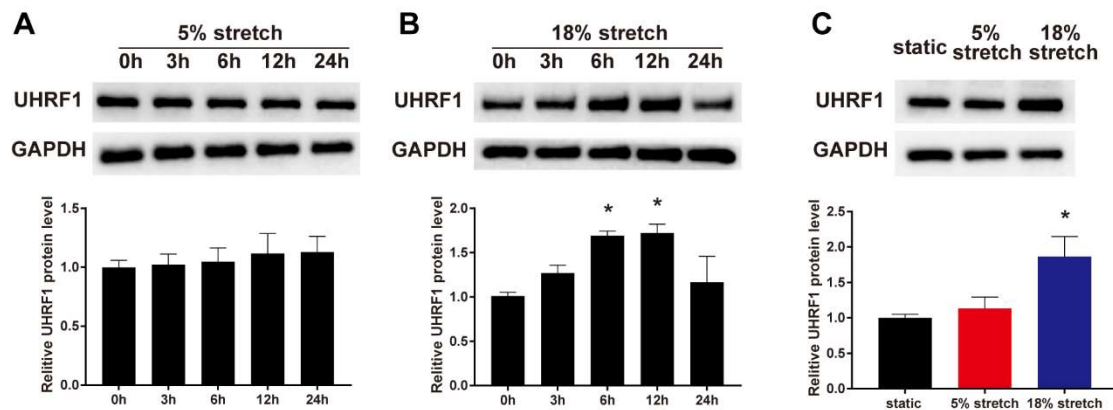 A
5% stretch
0h 3h 6h 12h 24h
UHRF1
GAPDH
Relitive UHRF1 protein level
1.5
1.0
0.5
0.0
0h 3h 6h 12h 24h
B
18% stretch
0h 3h 6h 12h 24h
UHRF1
GAPDH
Relitive UHRF1 protein level
2.0
1.5
1.0
0.5
0.0
* *
0h 3h 6h 12h 24h
C
static 5% stretch 18% stretch
UHRF1
GAPDH
Relitive UHRF1 protein level
2.5
2.0
1.5
1.0
0.5
0.0
*
static 5% stretch 18% stretch